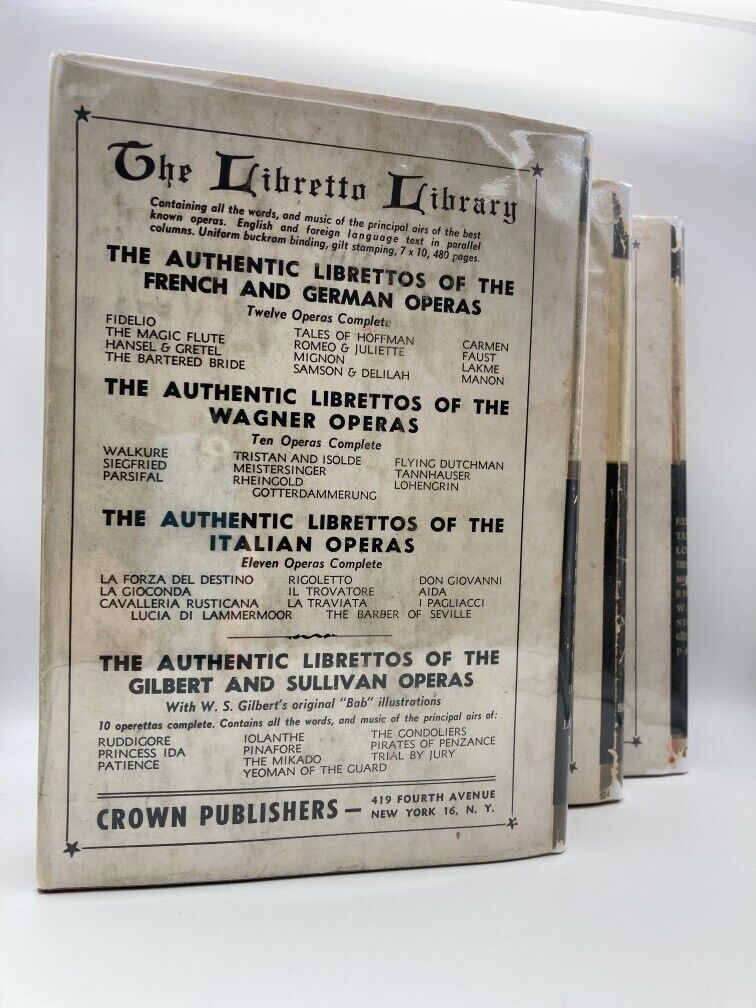 The Libretto Library
Containing all the words, and music of the principal airs of the best
known operas. English and foreign language text in parallel
columns. Uniform buckram binding, gilt stamping, 7 x 10, 480 pages.
THE AUTHENTIC LIBRETTOS OF THE
FRENCH AND GERMAN OPERAS
Twelve Operas Complete
FIDELIO TALES OF HOFFMAN CARMEN
THE MAGIC FLUTE ROMEO & JULIETTE FAUST
HANSEL & GRETEL MIGNON LAKME
THE BARTERED BRIDE SAMSON & DELILAH MANON
THE AUTHENTIC LIBRETTOS OF THE
WAGNER OPERAS
Ten Operas Complete
WALKURE TRISTAN AND ISOLDE FLYING DUTCHMAN
SIEGFRIED MEISTERSINGER TANNHAUSER
PARSIFAL RHEINGOLD LOHENGRIN
GOTTERDAMMERUNG
THE AUTHENTIC LIBRETTOS OF THE
ITALIAN OPERAS
Eleven Operas Complete
LA FORZA DEL DESTINO RIGOLETTO DON GIOVANNI
LA GIOCONDA IL TROVATORE AIDA
CAVALLERIA RUSTICANA LA TRAVIATA I PAGLIACCI
LUCIA DI LAMMERMOOR THE BARBER OF SEVILLE
THE AUTHENTIC LIBRETTOS OF THE
GILBERT AND SULLIVAN OPERAS
With W. S. Gilbert's original "Bab" illustrations
10 operettas complete. Contains all the words, and music of the principal airs of:
RUDDIGORE IOLANTHE THE GONDOLIERS
PRINCESS IDA PINAFORE PIRATES OF PENZANCE
PATIENCE THE MIKADO TRIAL BY JURY
YEOMAN OF THE GUARD
CROWN PUBLISHERS — 419 FOURTH AVENUE
NEW YORK 16, N. Y.